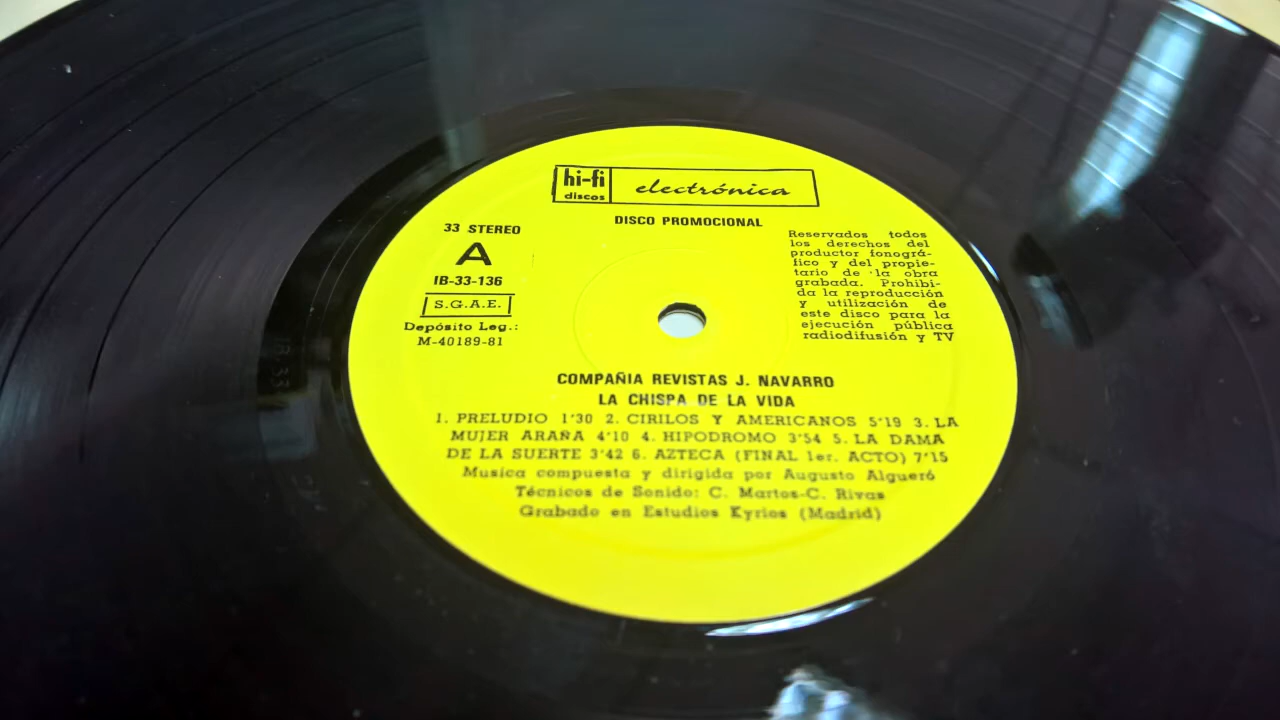 hi-fi
discos
electrónica
DISCO PROMOCIONAL
33 STEREO
A
IB-33-136
S.G.A.E.
Depósito Leg.:
M-40189-81
Reservados todos
los derechos del
productor fonográ-
fico y del propie-
tario de la obra
grabada. Prohibi-
da la reproducción
y utilización de
este disco para la
ejecución pública
radiodifusión y TV
COMPAÑIA REVISTAS J. NAVARRO
LA CHISPA DE LA VIDA
1. PRELUDIO 1'30 2. CIRILOS Y AMERICANOS 5'19 3. LA
MUJER ARAÑA 4'10 4. HIPODROMO 3'54 5. LA DAMA
DE LA SUERTE 3'42 6. AZTECA (FINAL 1er. ACTO) 7'15
Musica compuesta y dirigida por Augusto Algueró
Técnicos de Sonido: C. Martos-C. Rivas
Grabado en Estudios Kyrios (Madrid)